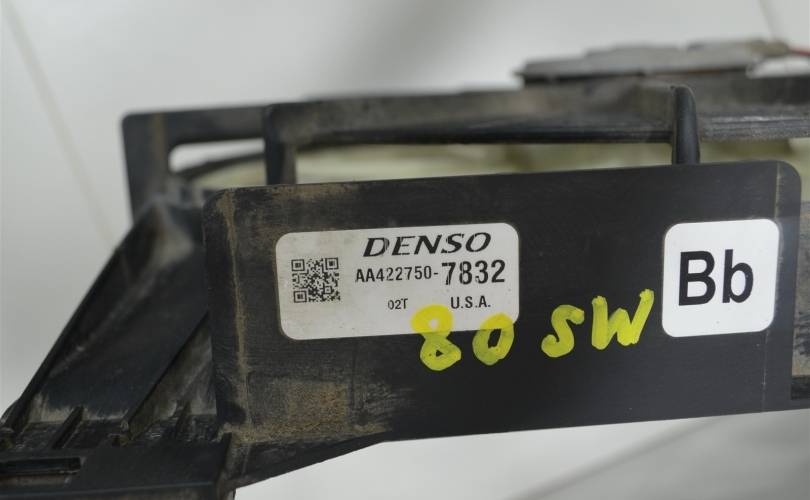 DENSO
AA422750-7832
02T U.S.A.
Bb
80 SW